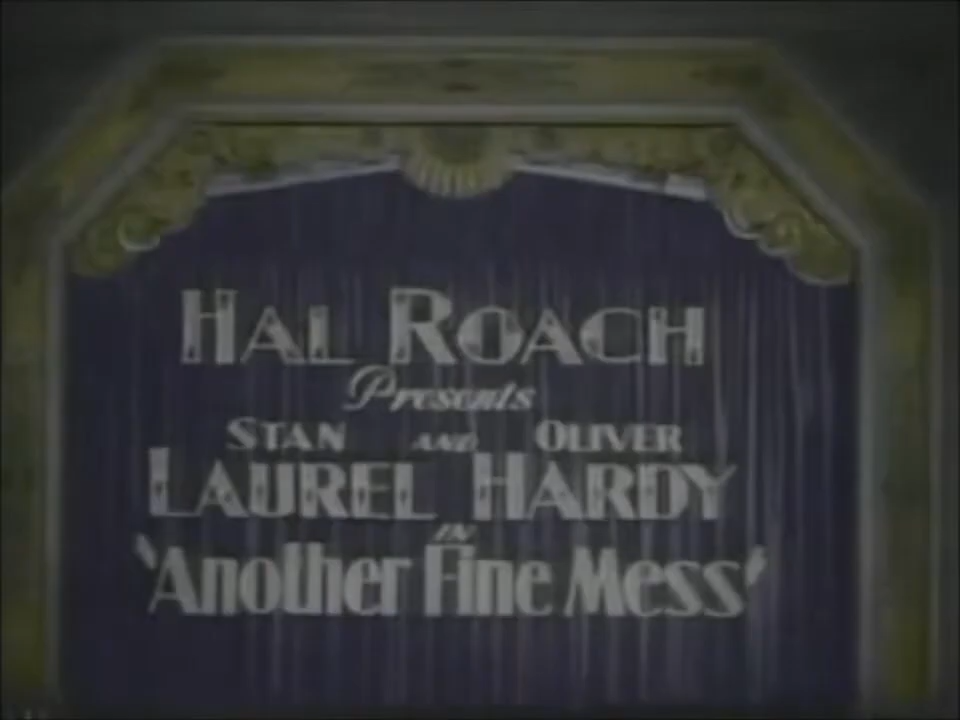 HAL ROACH
Presents
STAN AND OLIVER
LAUREL HARDY
IN
'Another Fine Mess'